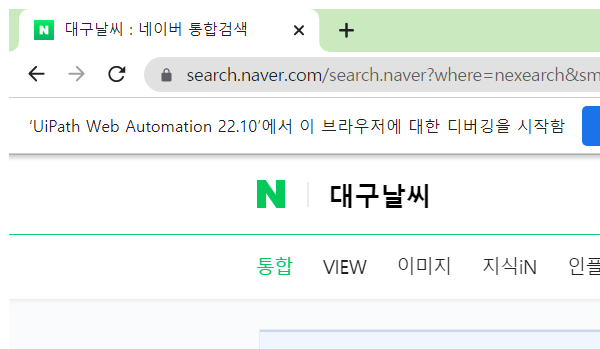 대구날씨 : 네이버 통합검색
search.naver.com/search.naver?where=nexearch&sm
'UiPath Web Automation 22.10'에서 이 브라우저에 대한 디버깅을 시작함
N 대구날씨
통합 VIEW 이미지 지식iN 인플